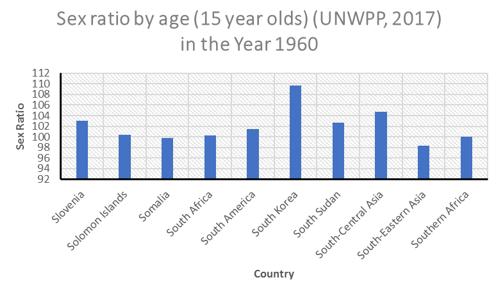 Sex ratio by age (15 year olds) (UNWPP, 2017)
in the Year 1960
Sex Ratio
112
110
108
106
104
102
100
98
96
94
92
Slovenia
Solomon Islands
Somalia
South Africa
South America
South Korea
South Sudan
South-Central Asia
South-Eastern Asia
Southern Africa
Country